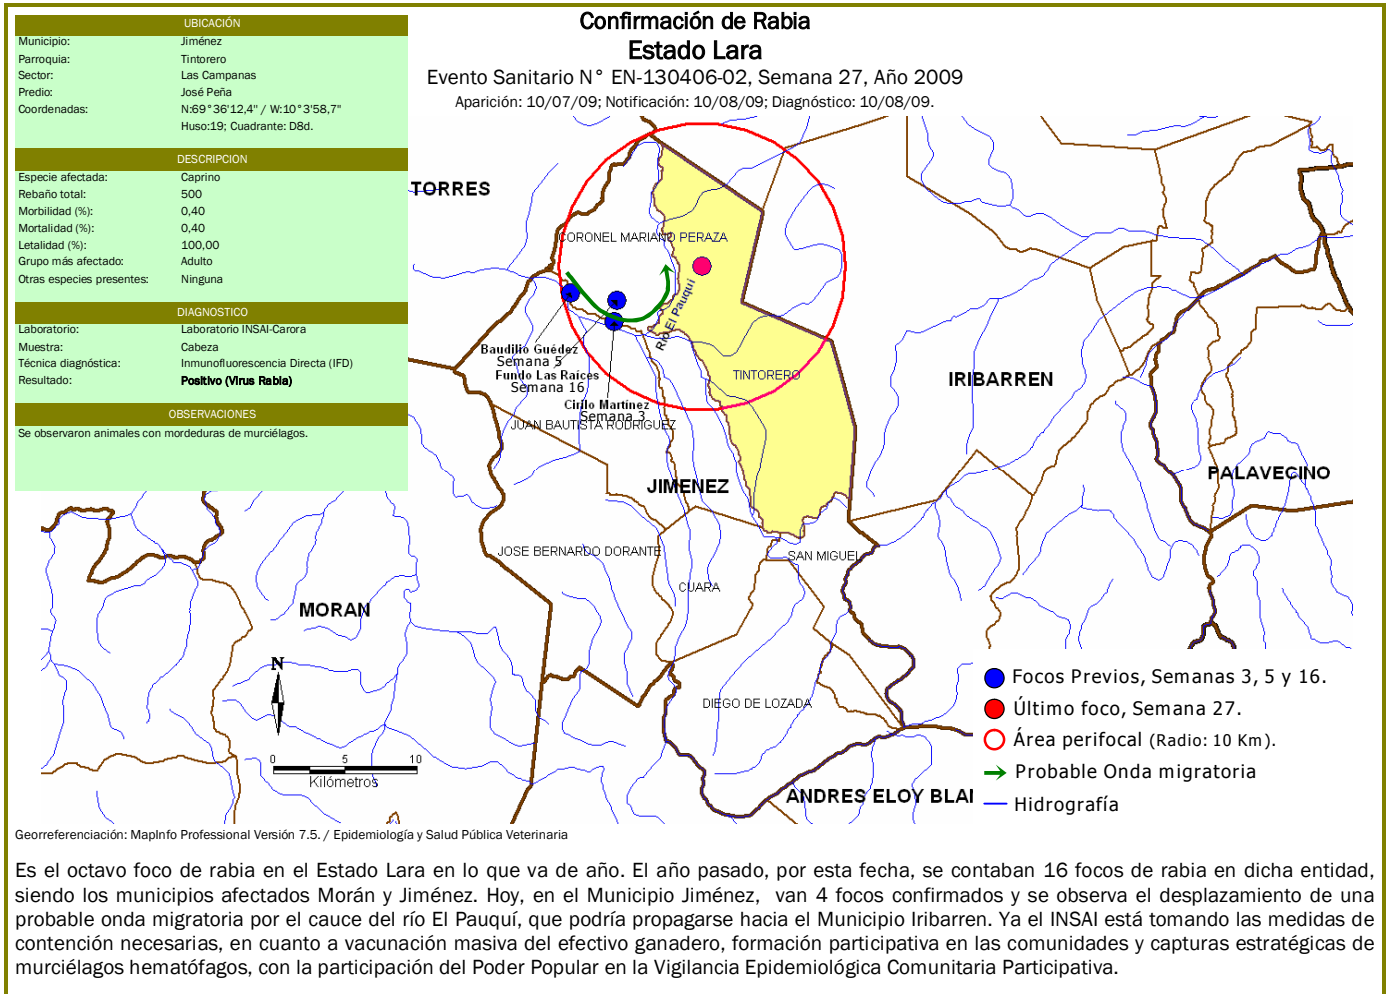 Confirmación de Rabia
Estado Lara
Evento Sanitario N° EN-130406-02, Semana 27, Año 2009
Aparición: 10/07/09; Notificación: 10/08/09; Diagnóstico: 10/08/09.
UBICACIÓN
Municipio: Jiménez
Parroquia: Tintorero
Sector: Las Campanas
Predio: José Peña
Coordenadas: N:69°36'12,4" / W:10°3'58,7"
Huso:19; Cuadrante: D8d.
DESCRIPCION
Especie afectada: Caprino
Rebaño total: 500
Morbilidad (%): 0,40
Mortalidad (%): 0,40
Letalidad (%): 100,00
Grupo más afectado: Adulto
Otras especies presentes: Ninguna
DIAGNOSTICO
Laboratorio: Laboratorio INSAI-Carora
Muestra: Cabeza
Técnica diagnóstica: Inmunofluorescencia Directa (IFD)
Resultado: Positivo (Virus Rabia)
OBSERVACIONES
Se observaron animales con mordeduras de murciélagos.
TORRES
CORONEL MARIANO PERAZA
Río El Pauquí
Baudilio Guédez
Semana 5
Fundo Las Raíces
Semana 16
Cirilo Martínez
Semana 3
JUAN BAUTISTA RODRIGUEZ
TINTORERO
IRIBARREN
JIMENEZ
PALAVECINO
JOSE BERNARDO DORANTE
SAN MIGUEL
CUARA
MORAN
DIEGO DE LOZADA
ANDRES ELOY BLA
N
0 5 10
Kilómetros
Focos Previos, Semanas 3, 5 y 16.
Último foco, Semana 27.
Área perifocal (Radio: 10 Km).
Probable Onda migratoria
Hidrografía
Georreferenciación: MapInfo Professional Versión 7.5. / Epidemiología y Salud Pública Veterinaria
Es el octavo foco de rabia en el Estado Lara en lo que va de año. El año pasado, por esta fecha, se contaban 16 focos de rabia en dicha entidad,
siendo los municipios afectados Morán y Jiménez. Hoy, en el Municipio Jiménez, van 4 focos confirmados y se observa el desplazamiento de una
probable onda migratoria por el cauce del río El Pauquí, que podría propagarse hacia el Municipio Iribarren. Ya el INSAI está tomando las medidas de
contención necesarias, en cuanto a vacunación masiva del efectivo ganadero, formación participativa en las comunidades y capturas estratégicas de
murciélagos hematófagos, con la participación del Poder Popular en la Vigilancia Epidemiológica Comunitaria Participativa.